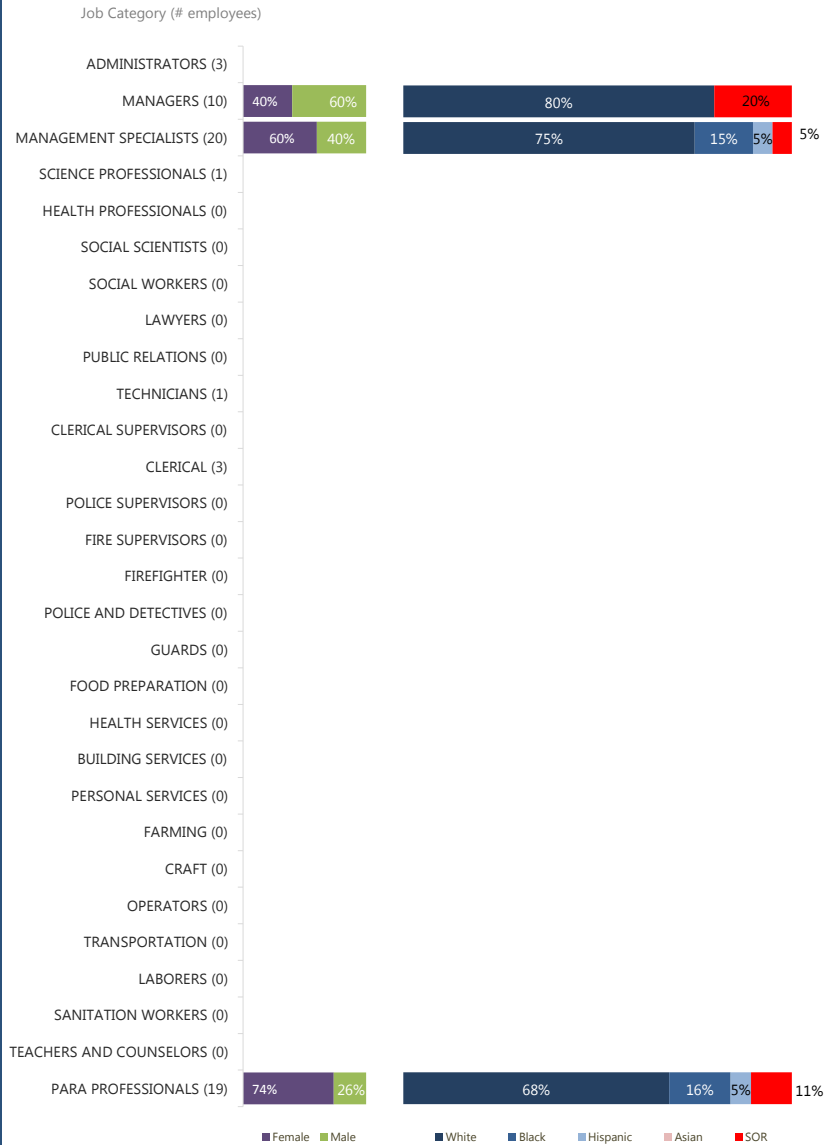 Job Category (# employees)
ADMINISTRATORS (3)
MANAGERS (10) 40% 60% 80% 20%
MANAGEMENT SPECIALISTS (20) 60% 40% 75% 15% 5% 5%
SCIENCE PROFESSIONALS (1)
HEALTH PROFESSIONALS (0)
SOCIAL SCIENTISTS (0)
SOCIAL WORKERS (0)
LAWYERS (0)
PUBLIC RELATIONS (0)
TECHNICIANS (1)
CLERICAL SUPERVISORS (0)
CLERICAL (3)
POLICE SUPERVISORS (0)
FIRE SUPERVISORS (0)
FIREFIGHTER (0)
POLICE AND DETECTIVES (0)
GUARDS (0)
FOOD PREPARATION (0)
HEALTH SERVICES (0)
BUILDING SERVICES (0)
PERSONAL SERVICES (0)
FARMING (0)
CRAFT (0)
OPERATORS (0)
TRANSPORTATION (0)
LABORERS (0)
SANITATION WORKERS (0)
TEACHERS AND COUNSELORS (0)
PARA PROFESSIONALS (19) 74% 26% 68% 16% 5% 11%
Female Male White Black Hispanic Asian SOR